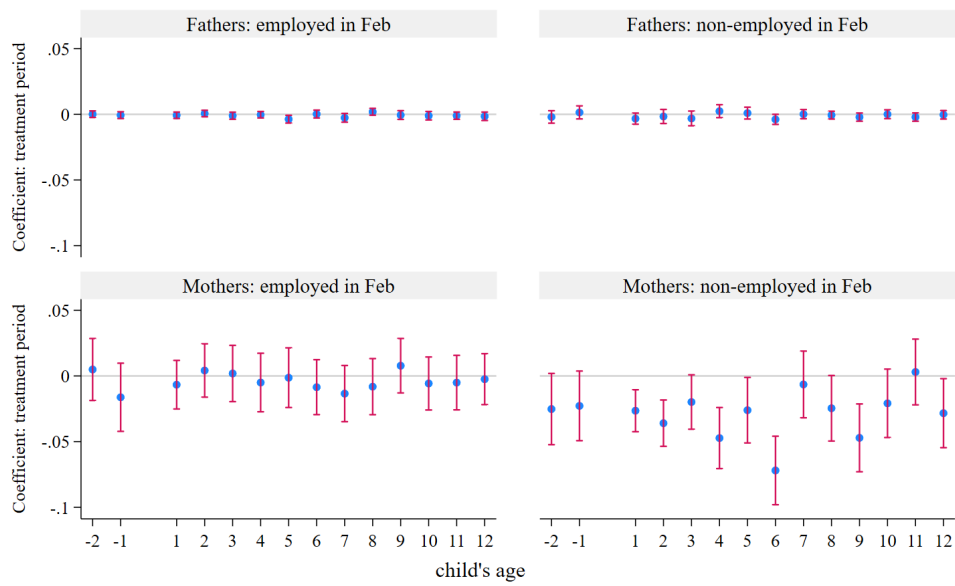 Fathers: employed in Feb
Fathers: non-employed in Feb
Coefficient: treatment period
.05
0
-.05
-.1
Mothers: employed in Feb
Mothers: non-employed in Feb
Coefficient: treatment period
.05
0
-.05
-.1
-2 -1 1 2 3 4 5 6 7 8 9 10 11 12
-2 -1 1 2 3 4 5 6 7 8 9 10 11 12
child's age